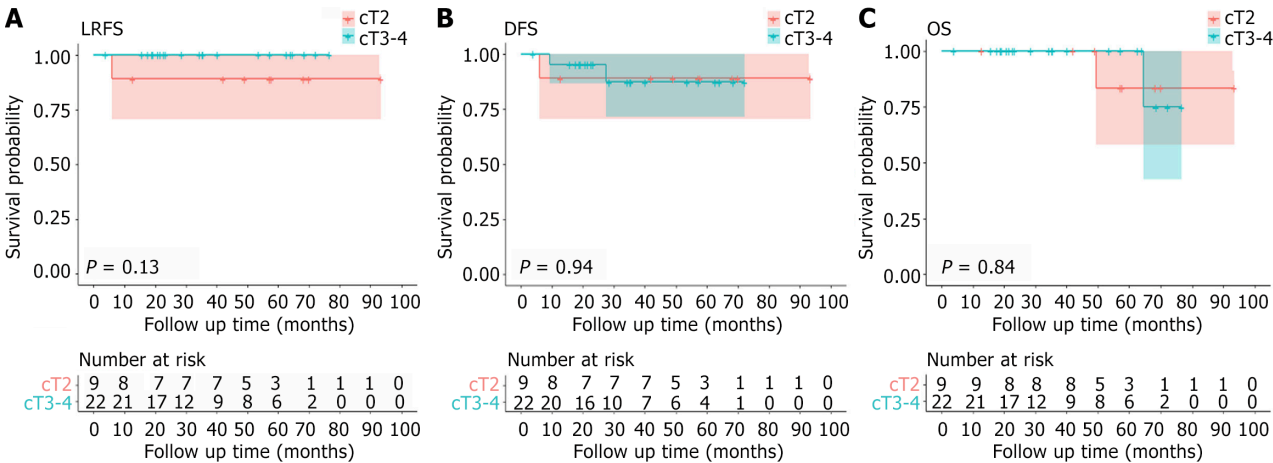 A
LRFS
cT2
cT3-4
Survival probability
1.00
0.75
0.50
0.25
0.00
P = 0.13
0 10 20 30 40 50 60 70 80 90 100
Follow up time (months)
Number at risk
cT2 9 8 7 7 7 5 3 1 1 1 0
cT3-4 22 21 17 12 9 8 6 2 0 0 0
0 10 20 30 40 50 60 70 80 90 100
Follow up time (months)
B
DFS
cT2
cT3-4
Survival probability
1.00
0.75
0.50
0.25
0.00
P = 0.94
0 10 20 30 40 50 60 70 80 90 100
Follow up time (months)
Number at risk
cT2 9 8 7 7 7 5 3 1 1 1 0
cT3-4 22 20 16 10 7 6 4 1 0 0 0
0 10 20 30 40 50 60 70 80 90 100
Follow up time (months)
C
OS
cT2
cT3-4
Survival probability
1.00
0.75
0.50
0.25
0.00
P = 0.84
0 10 20 30 40 50 60 70 80 90 100
Follow up time (months)
Number at risk
cT2 9 9 8 8 8 5 3 1 1 1 0
cT3-4 22 21 17 12 9 8 6 2 0 0 0
0 10 20 30 40 50 60 70 80 90 100
Follow up time (months)